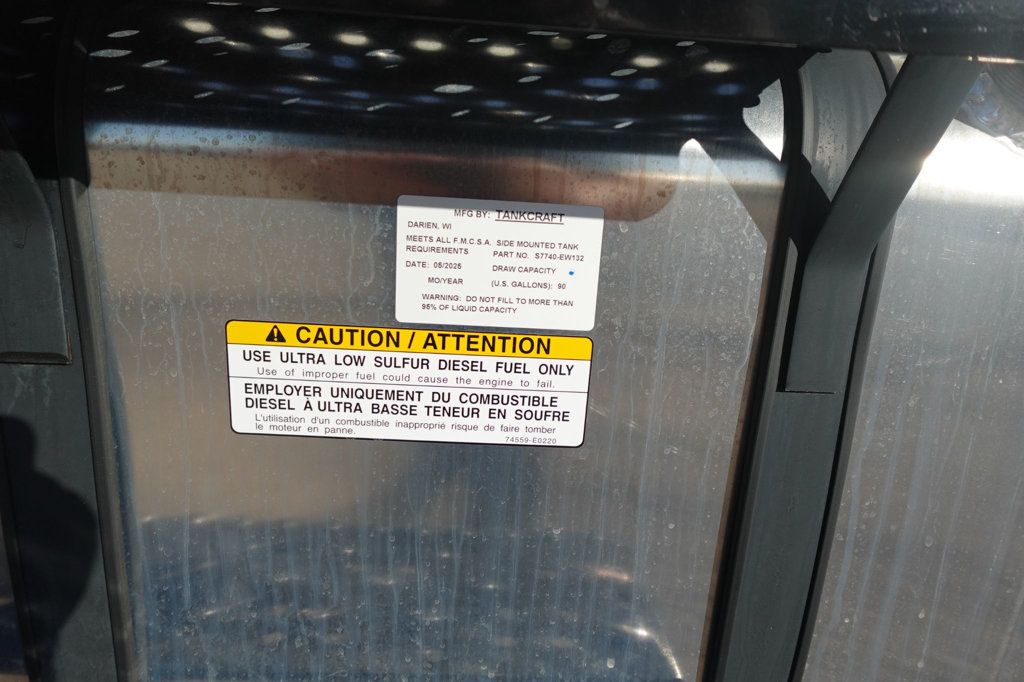 MFG BY: TANKCRAFT
DARIEN, WI
MEETS ALL F.M.C.S.A. SIDE MOUNTED TANK
REQUIREMENTS PART NO. S7740-EW132
DATE: 05/2025 DRAW CAPACITY
MO/YEAR (U.S. GALLONS): 90
WARNING: DO NOT FILL TO MORE THAN
95% OF LIQUID CAPACITY
CAUTION / ATTENTION
USE ULTRA LOW SULFUR DIESEL FUEL ONLY
Use of improper fuel could cause the engine to fail.
EMPLOYER UNIQUEMENT DU COMBUSTIBLE
DIESEL À ULTRA BASSE TENEUR EN SOUFRE
L'utilisation d'un combustible inapproprié risque de faire tomber
le moteur en panne.
74559-E0220